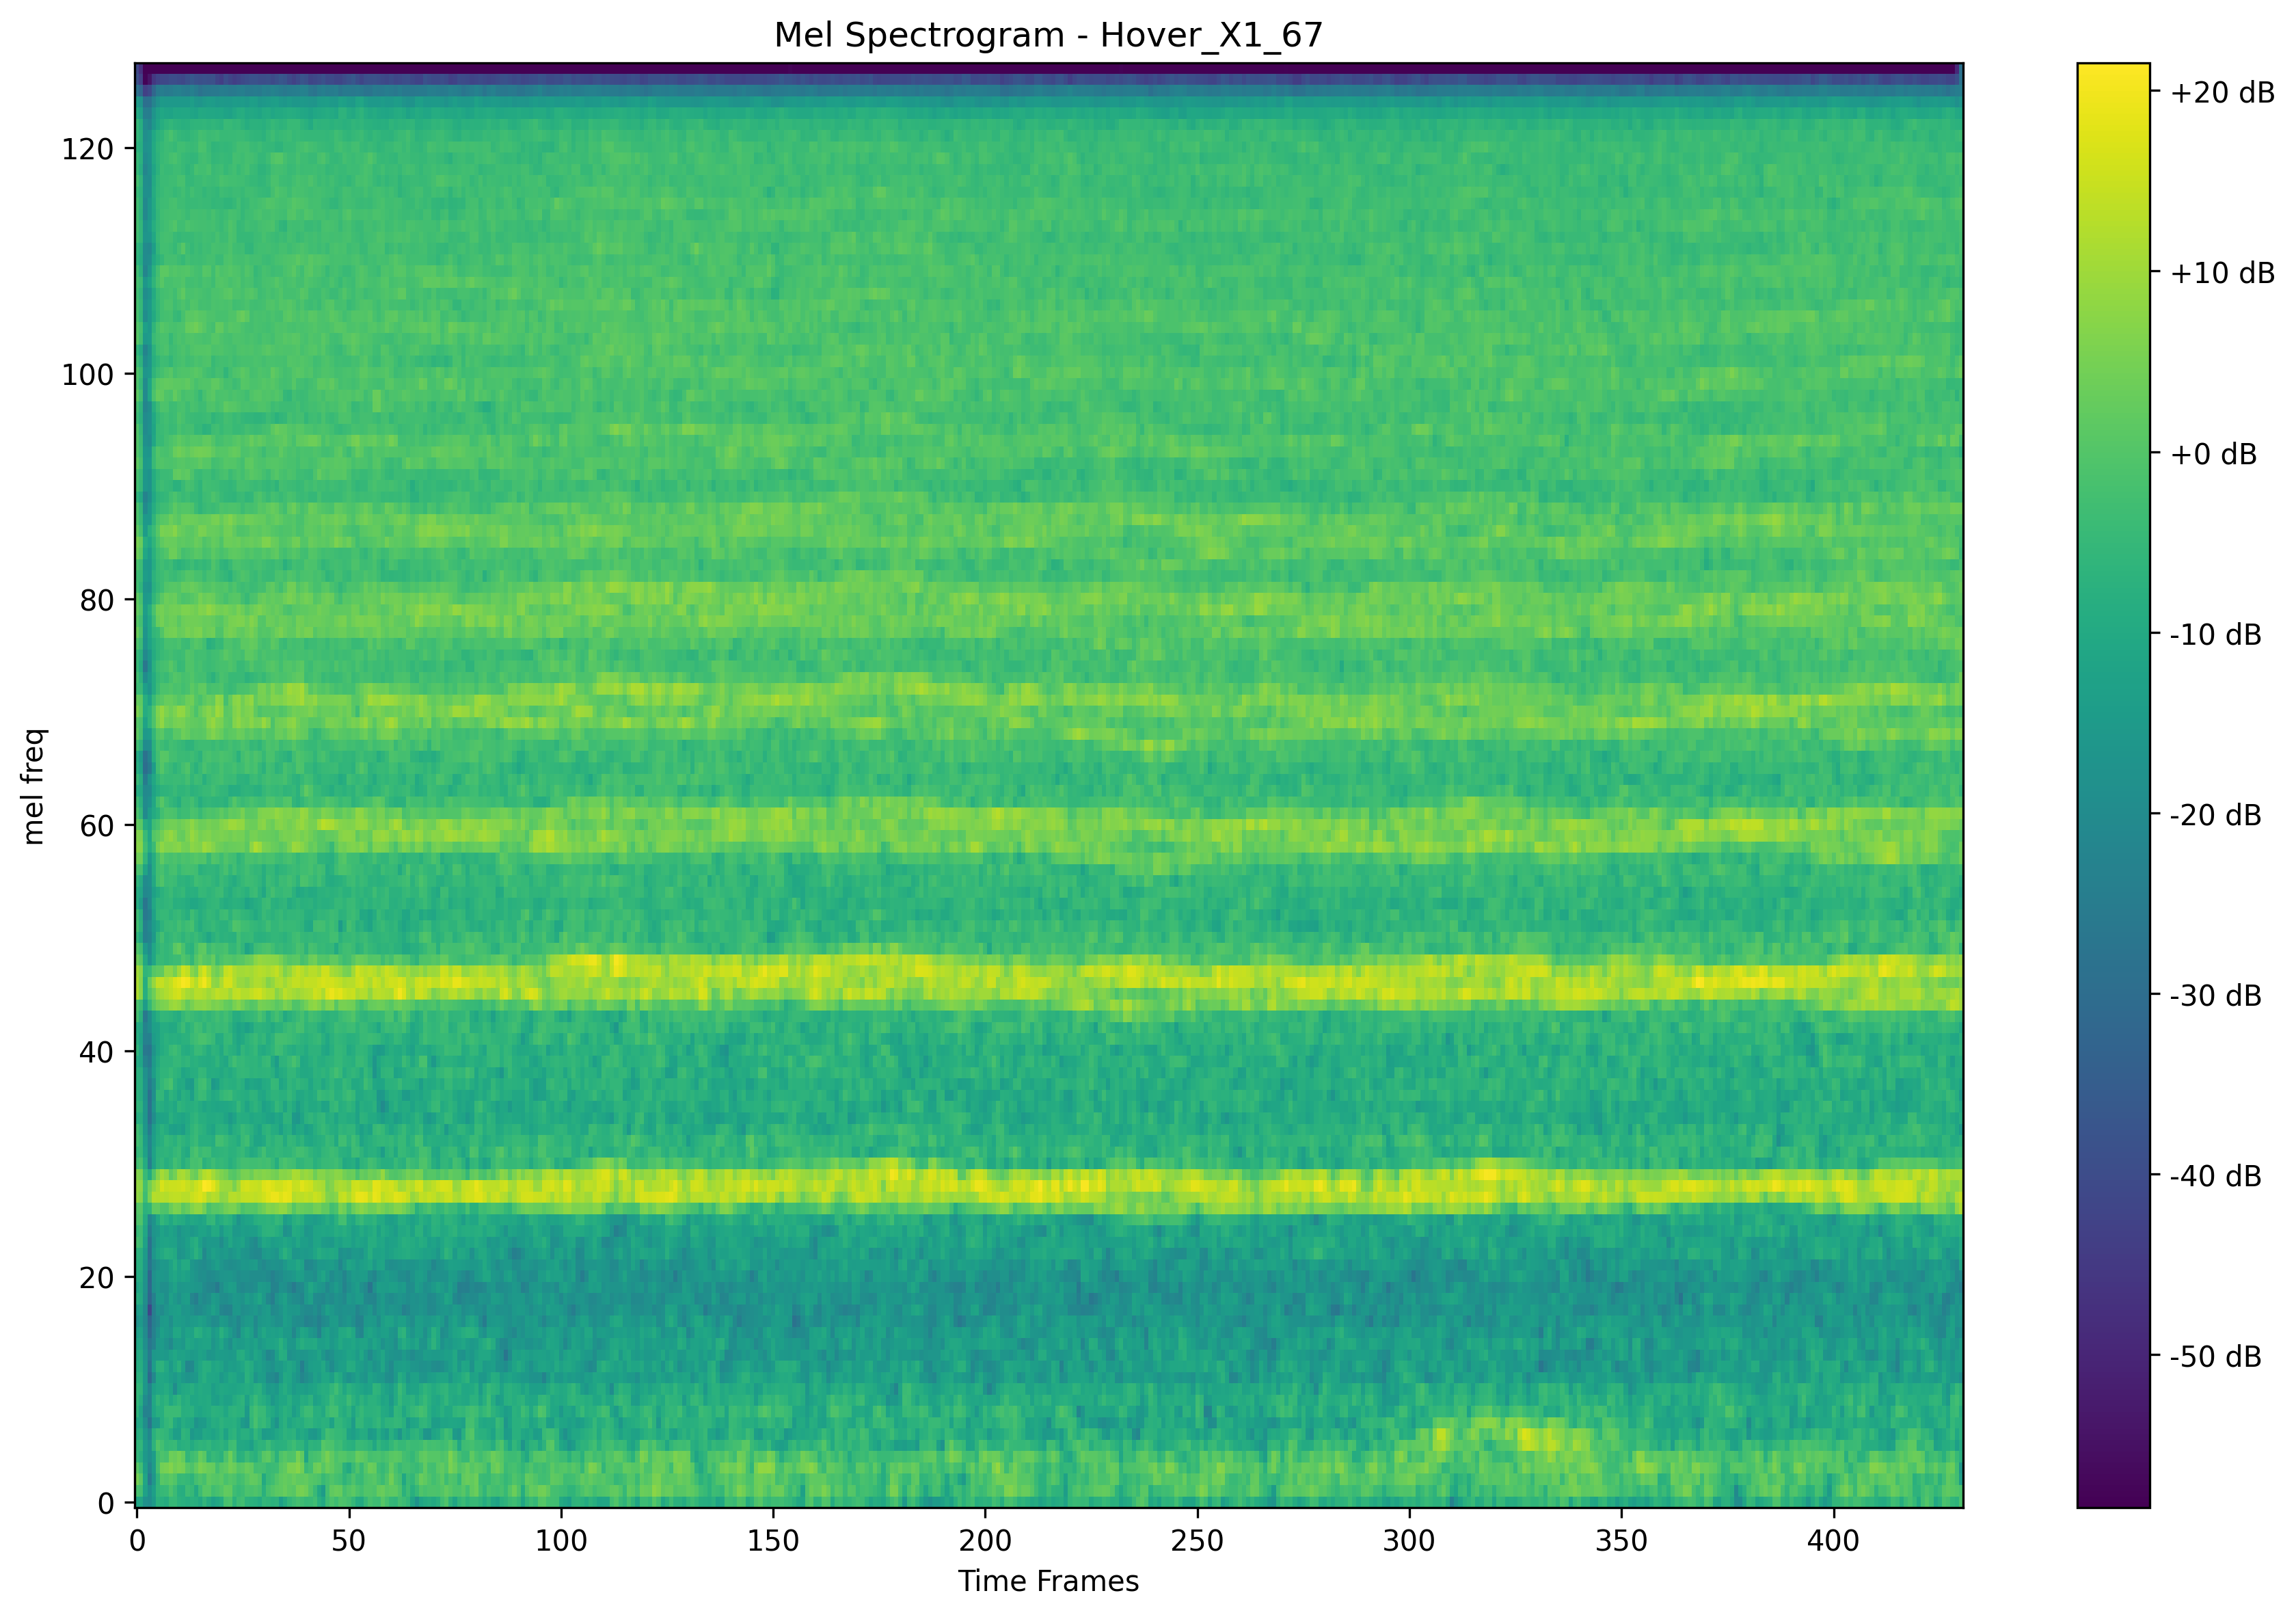 Mel Spectrogram - Hover_X1_67
mel freq
120
100
80
60
40
20
0
0 50 100 150 200 250 300 350 400
Time Frames
+20 dB
+10 dB
+0 dB
-10 dB
-20 dB
-30 dB
-40 dB
-50 dB